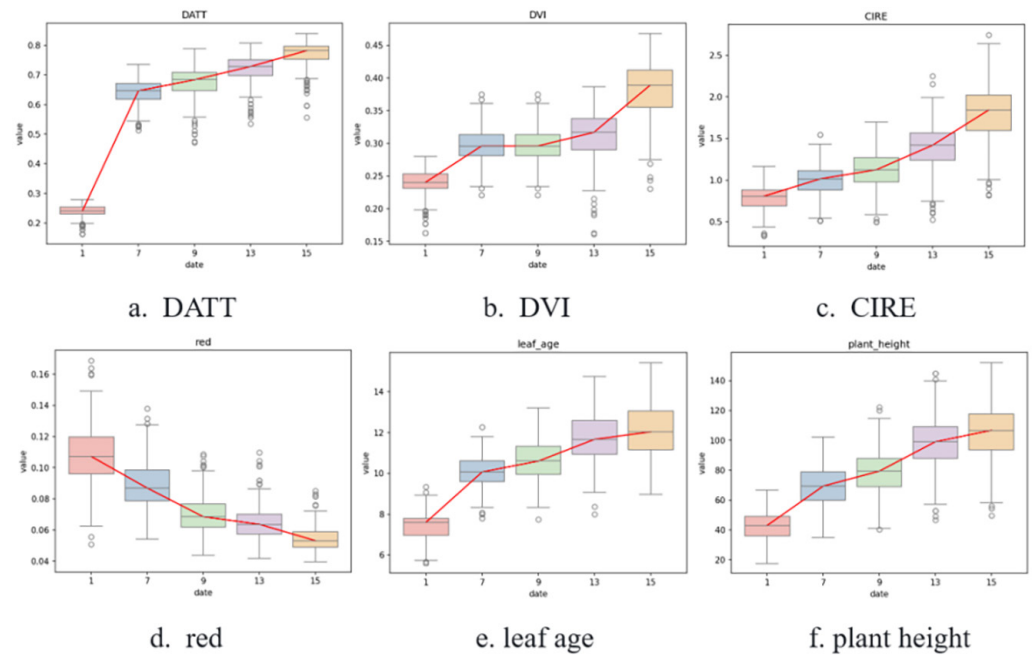 DATT
value
0.8
0.7
0.6
0.5
0.4
0.3
0.2
1 7 9 13 15
date
a. DATT
DVI
value
0.45
0.40
0.35
0.30
0.25
0.20
0.15
1 7 9 13 15
date
b. DVI
CIRE
value
2.5
2.0
1.5
1.0
0.5
1 7 9 13 15
date
c. CIRE
red
value
0.16
0.14
0.12
0.10
0.08
0.06
0.04
1 7 9 13 15
date
d. red
leaf_age
value
14
12
10
8
6
1 7 9 13 15
date
e. leaf age
plant_height
value
140
120
100
80
60
40
20
1 7 9 13 15
date
f. plant height